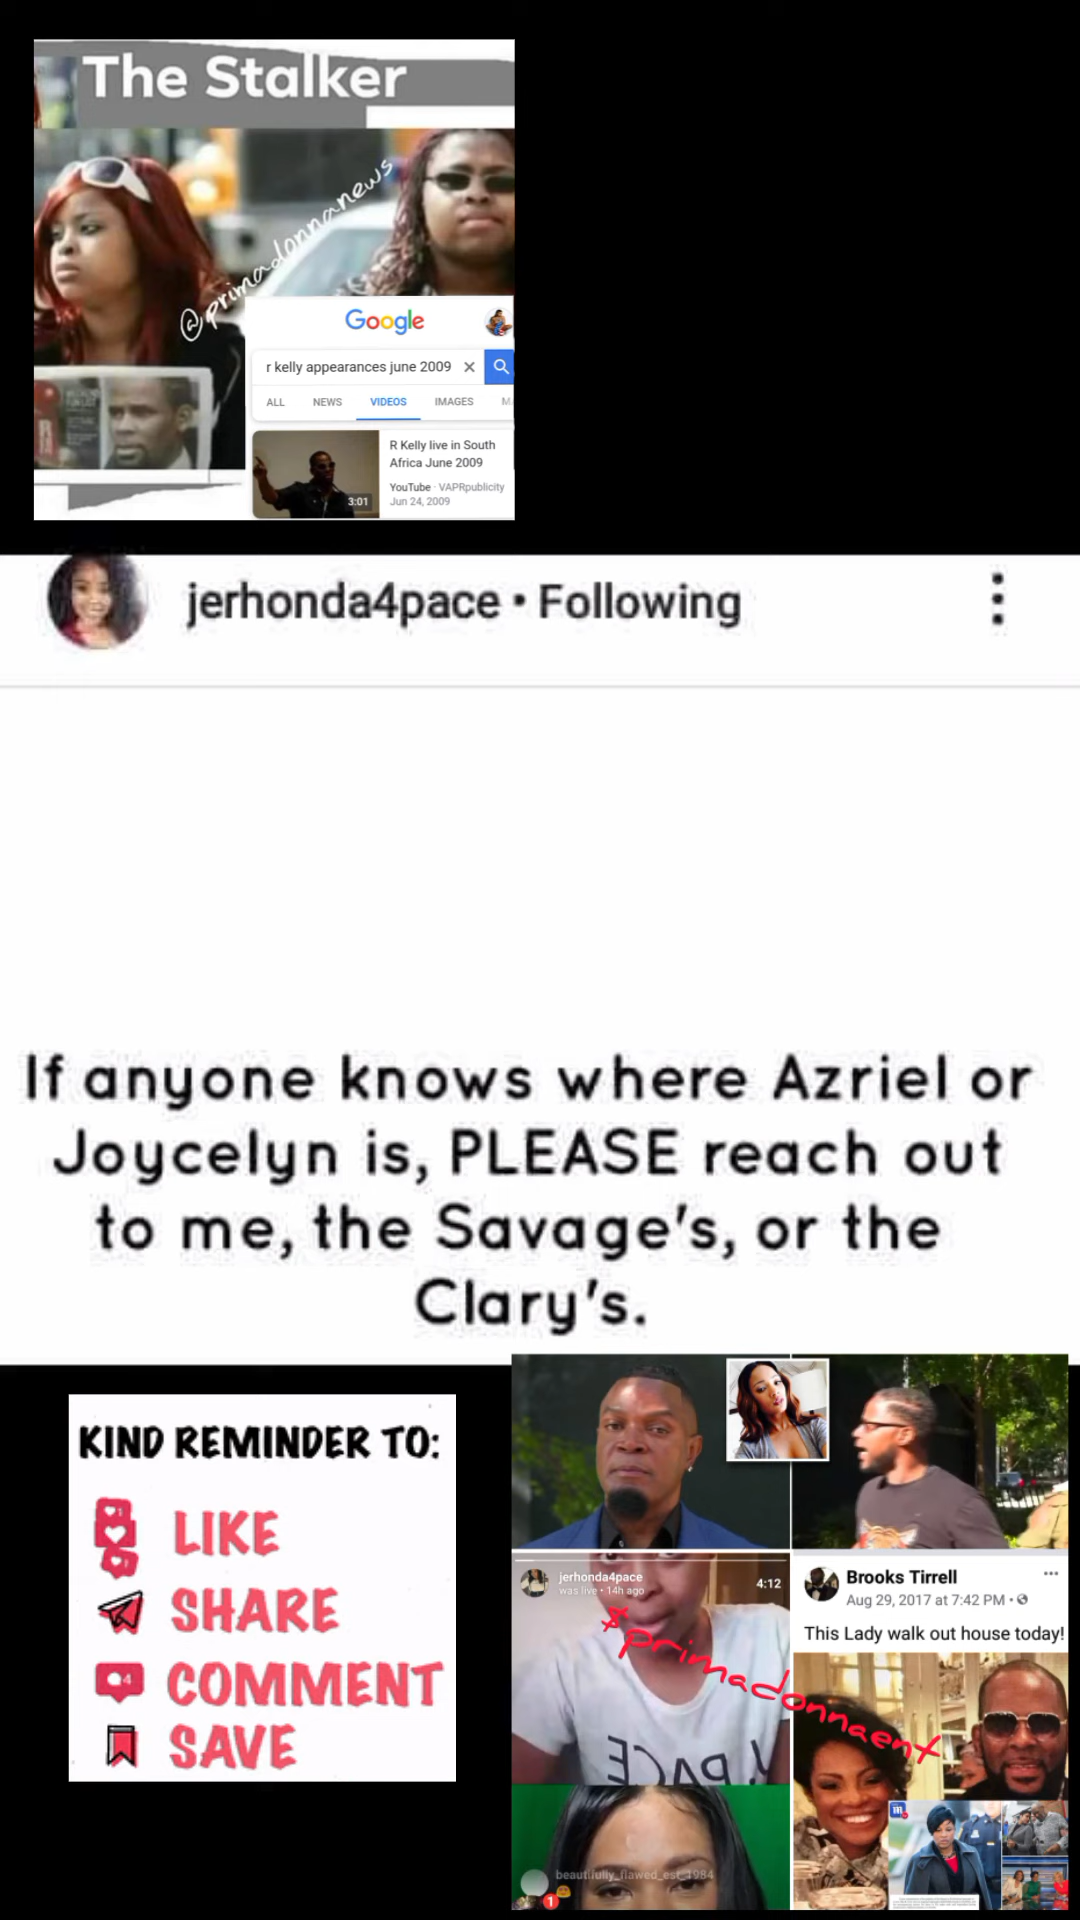 The Stalker
@primadonnanews
Google
r kelly appearances june 2009
ALL NEWS VIDEOS IMAGES M
R Kelly live in South
Africa June 2009
3:01
YouTube · VAPRpublicity
Jun 24, 2009
jerhonda4pace • Following
If anyone knows where Azriel or
Joycelyn is, PLEASE reach out
to me, the Savage's, or the
Clary's.
KIND REMINDER TO:
LIKE
SHARE
COMMENT
SAVE
jerhonda4pace
was live • 14h ago
4:12
$primadonnaent
PACE
beautifully_flawed_est_1984
1
Brooks Tirrell
Aug 29, 2017 at 7:42 PM •
This Lady walk out house today!